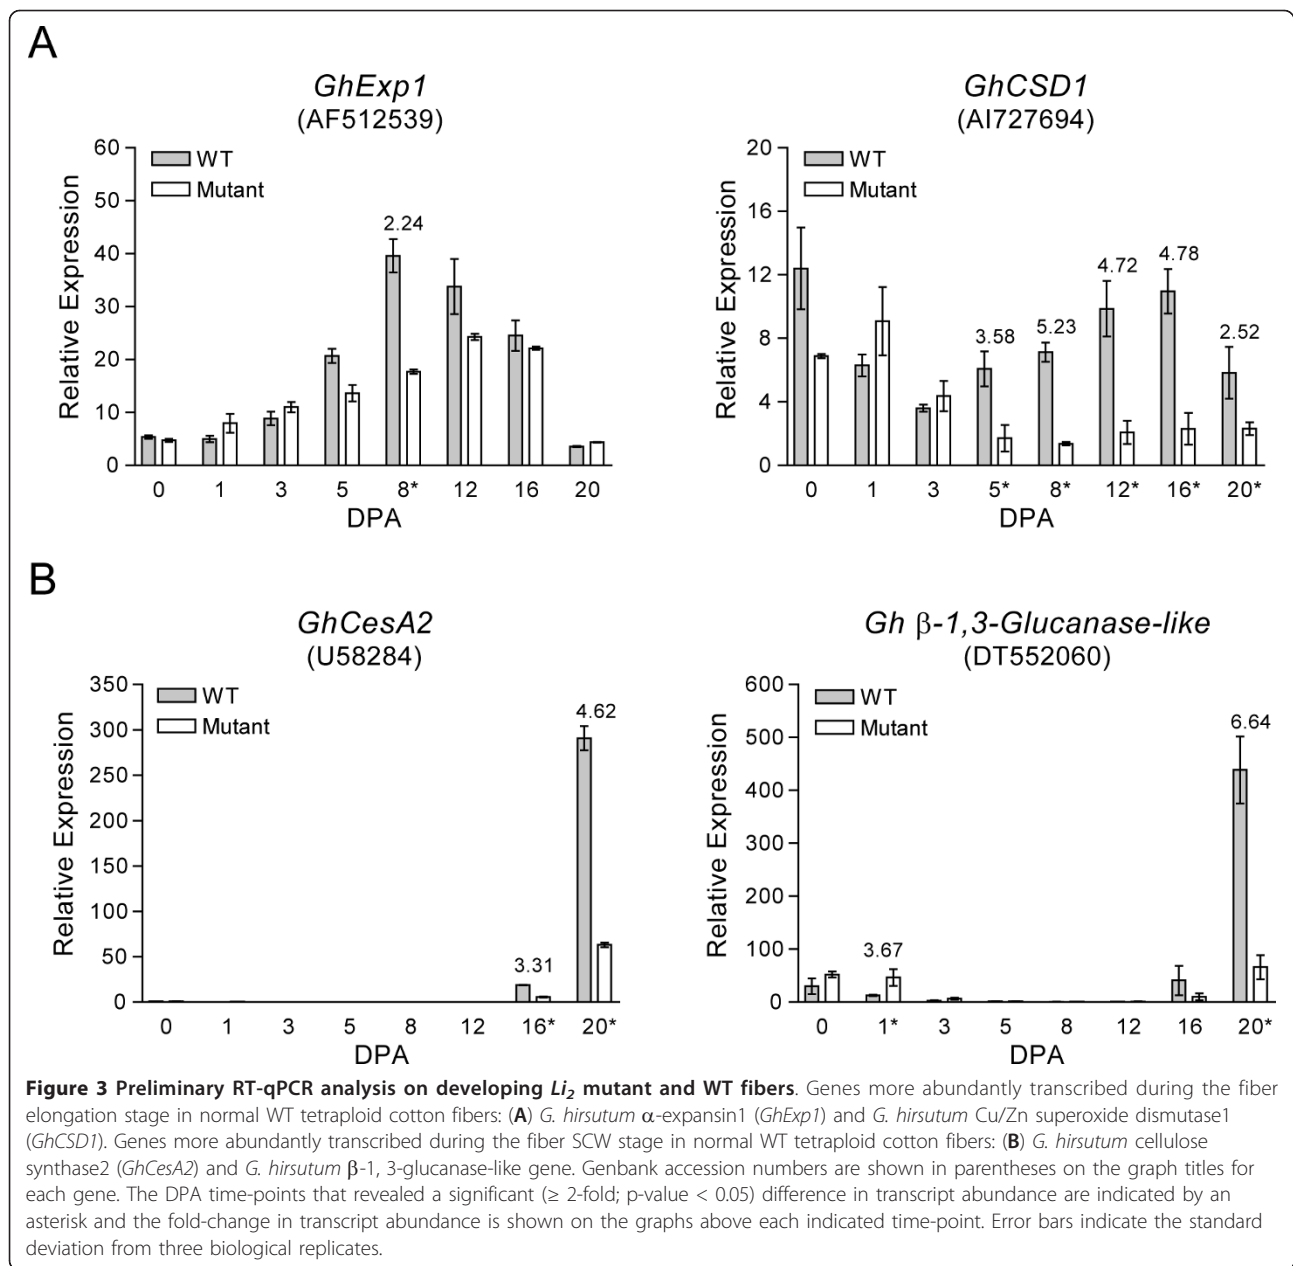 A
GhExp1
(AF512539)
60
50
40
30
20
10
0
Relative Expression
WT
Mutant
2.24
0 1 3 5 8* 12 16 20
DPA
GhCSD1
(AI727694)
20
16
12
8
4
0
Relative Expression
WT
Mutant
3.58
5.23
4.72
4.78
2.52
0 1 3 5* 8* 12* 16* 20*
DPA
B
GhCesA2
(U58284)
350
300
250
200
150
100
50
0
Relative Expression
WT
Mutant
3.31
4.62
0 1 3 5 8 12 16* 20*
DPA
Gh β-1,3-Glucanase-like
(DT552060)
600
500
400
300
200
100
0
Relative Expression
WT
Mutant
3.67
6.64
0 1* 3 5 8 12 16 20*
DPA
Figure 3 Preliminary RT-qPCR analysis on developing Li2 mutant and WT fibers. Genes more abundantly transcribed during the fiber
elongation stage in normal WT tetraploid cotton fibers: (A) G. hirsutum α-expansin1 (GhExp1) and G. hirsutum Cu/Zn superoxide dismutase1
(GhCSD1). Genes more abundantly transcribed during the fiber SCW stage in normal WT tetraploid cotton fibers: (B) G. hirsutum cellulose
synthase2 (GhCesA2) and G. hirsutum β-1, 3-glucanase-like gene. Genbank accession numbers are shown in parentheses on the graph titles for
each gene. The DPA time-points that revealed a significant (≥ 2-fold; p-value < 0.05) difference in transcript abundance are indicated by an
asterisk and the fold-change in transcript abundance is shown on the graphs above each indicated time-point. Error bars indicate the standard
deviation from three biological replicates.